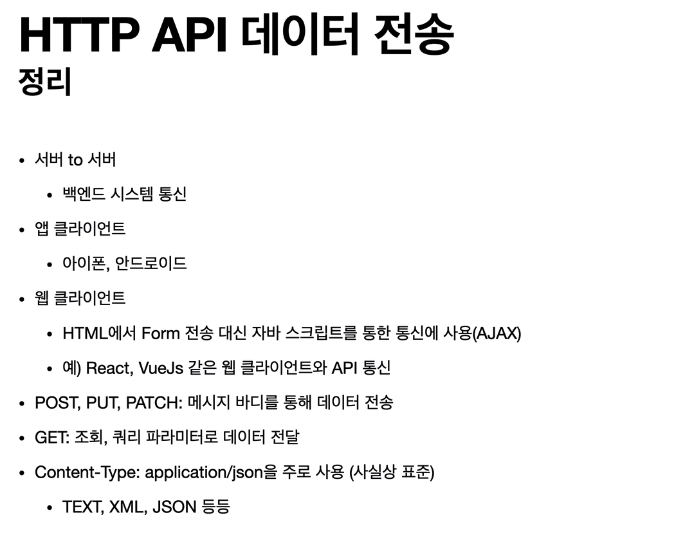 HTTP API 데이터 전송
정리
• 서버 to 서버
• 백엔드 시스템 통신
• 앱 클라이언트
• 아이폰, 안드로이드
• 웹 클라이언트
• HTML에서 Form 전송 대신 자바 스크립트를 통한 통신에 사용(AJAX)
• 예) React, VueJs 같은 웹 클라이언트와 API 통신
• POST, PUT, PATCH: 메시지 바디를 통해 데이터 전송
• GET: 조회, 쿼리 파라미터로 데이터 전달
• Content-Type: application/json을 주로 사용 (사실상 표준)
• TEXT, XML, JSON 등등